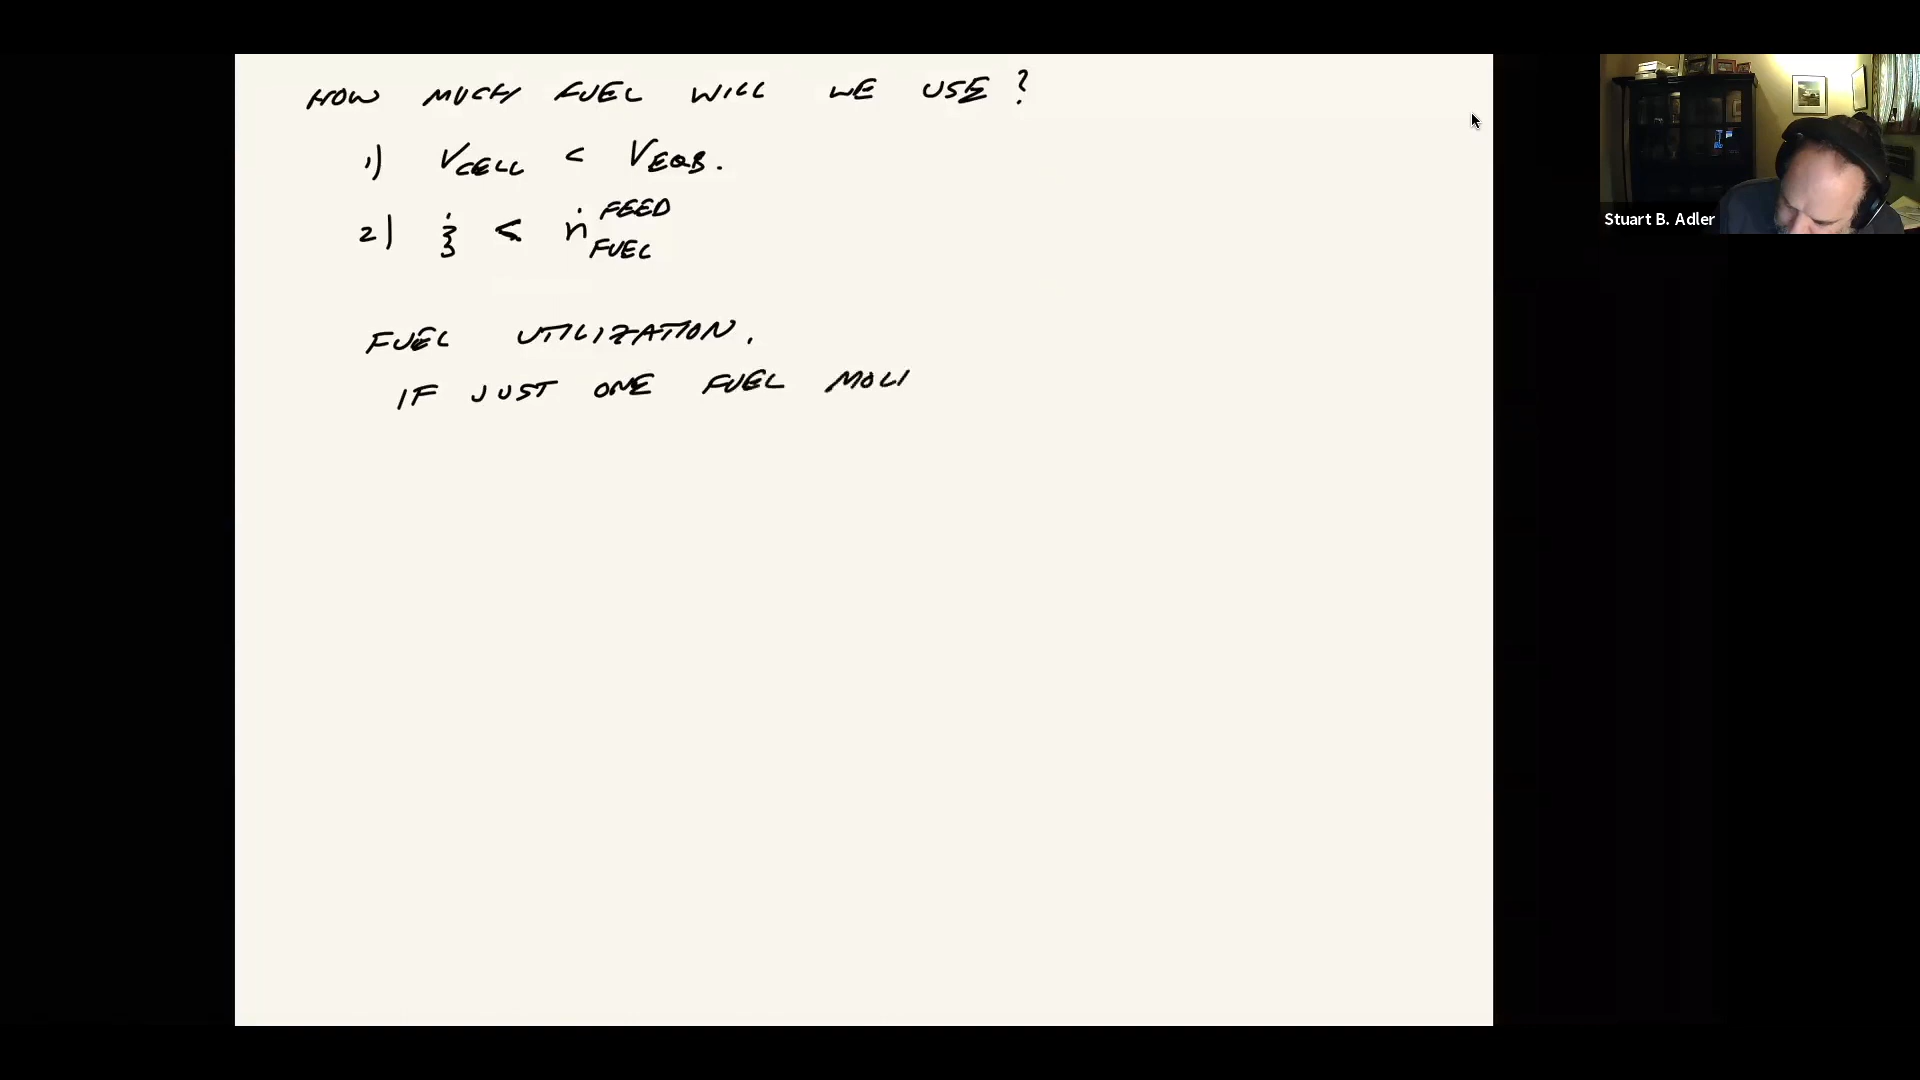 HOW MUCH FUEL WILL WE USE?
1) VCELL < VEQB.
2) ξ̇ < ṅ FEED FUEL
FUEL UTILIZATION.
IF JUST ONE FUEL MOLI
Stuart B. Adler